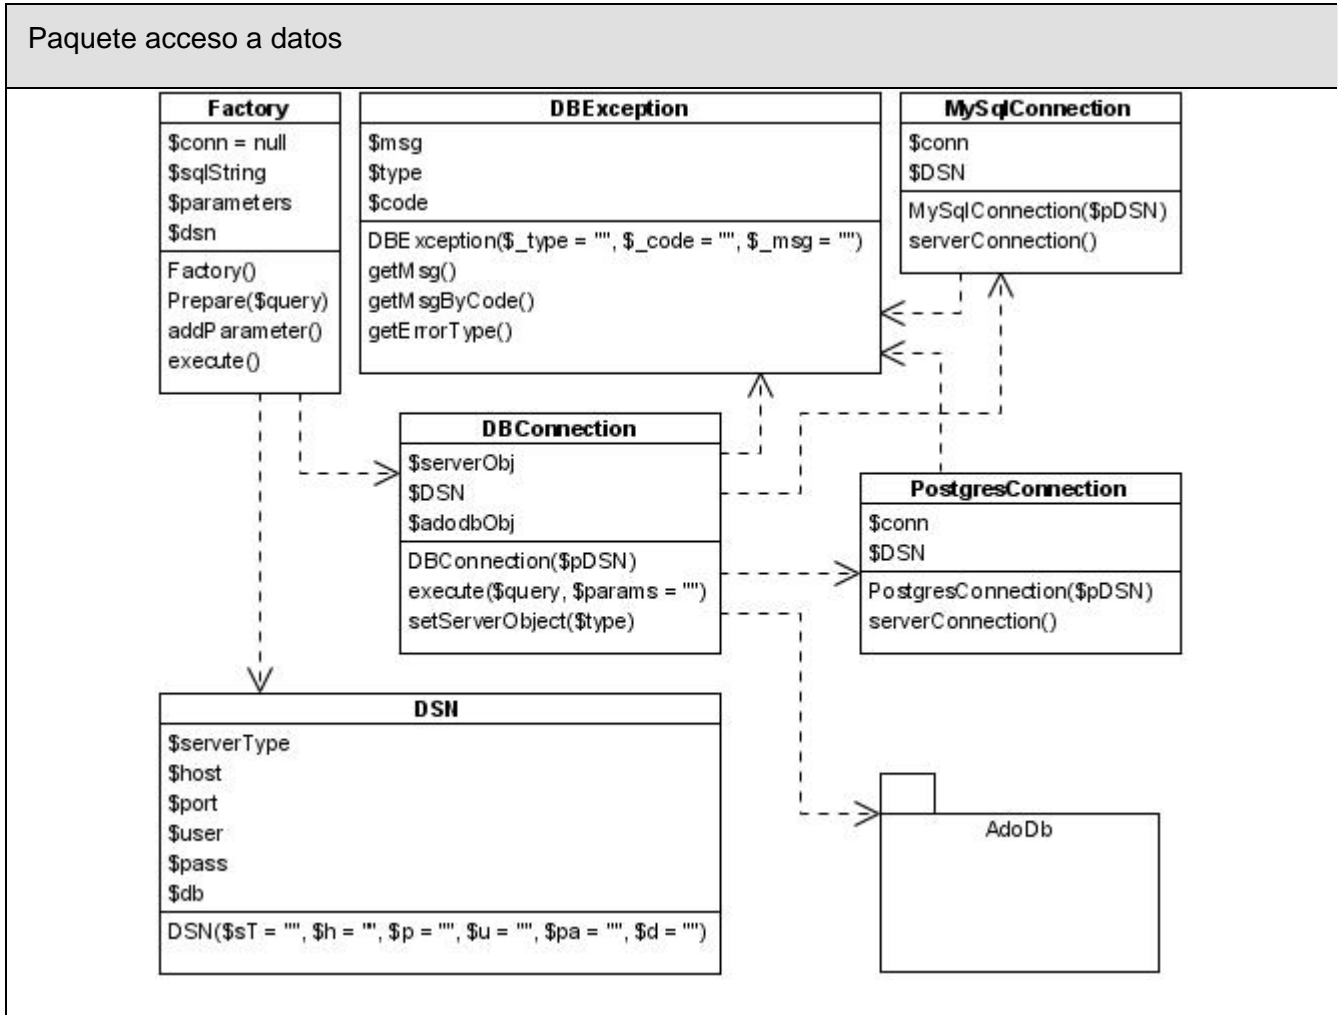 Paquete acceso a datos
Factory
$conn = null
$sqlString
$parameters
$dsn
Factory()
Prepare($query)
addParameter()
execute()
DBException
$msg
$type
$code
DBException($_type = "", $_code = "", $_msg = "")
getMsg()
getMsgByCode()
getErrorType()
MySqlConnection
$conn
$DSN
MySqlConnection($pDSN)
serverConnection()
DBConnection
$serverObj
$DSN
$adodbObj
DBConnection($pDSN)
execute($query, $params = "")
setServerObject($type)
PostgresConnection
$conn
$DSN
PostgresConnection($pDSN)
serverConnection()
DSN
$serverType
$host
$port
$user
$pass
$db
DSN($sT = "", $h = "", $p = "", $u = "", $pa = "", $d = "")
AdoDb